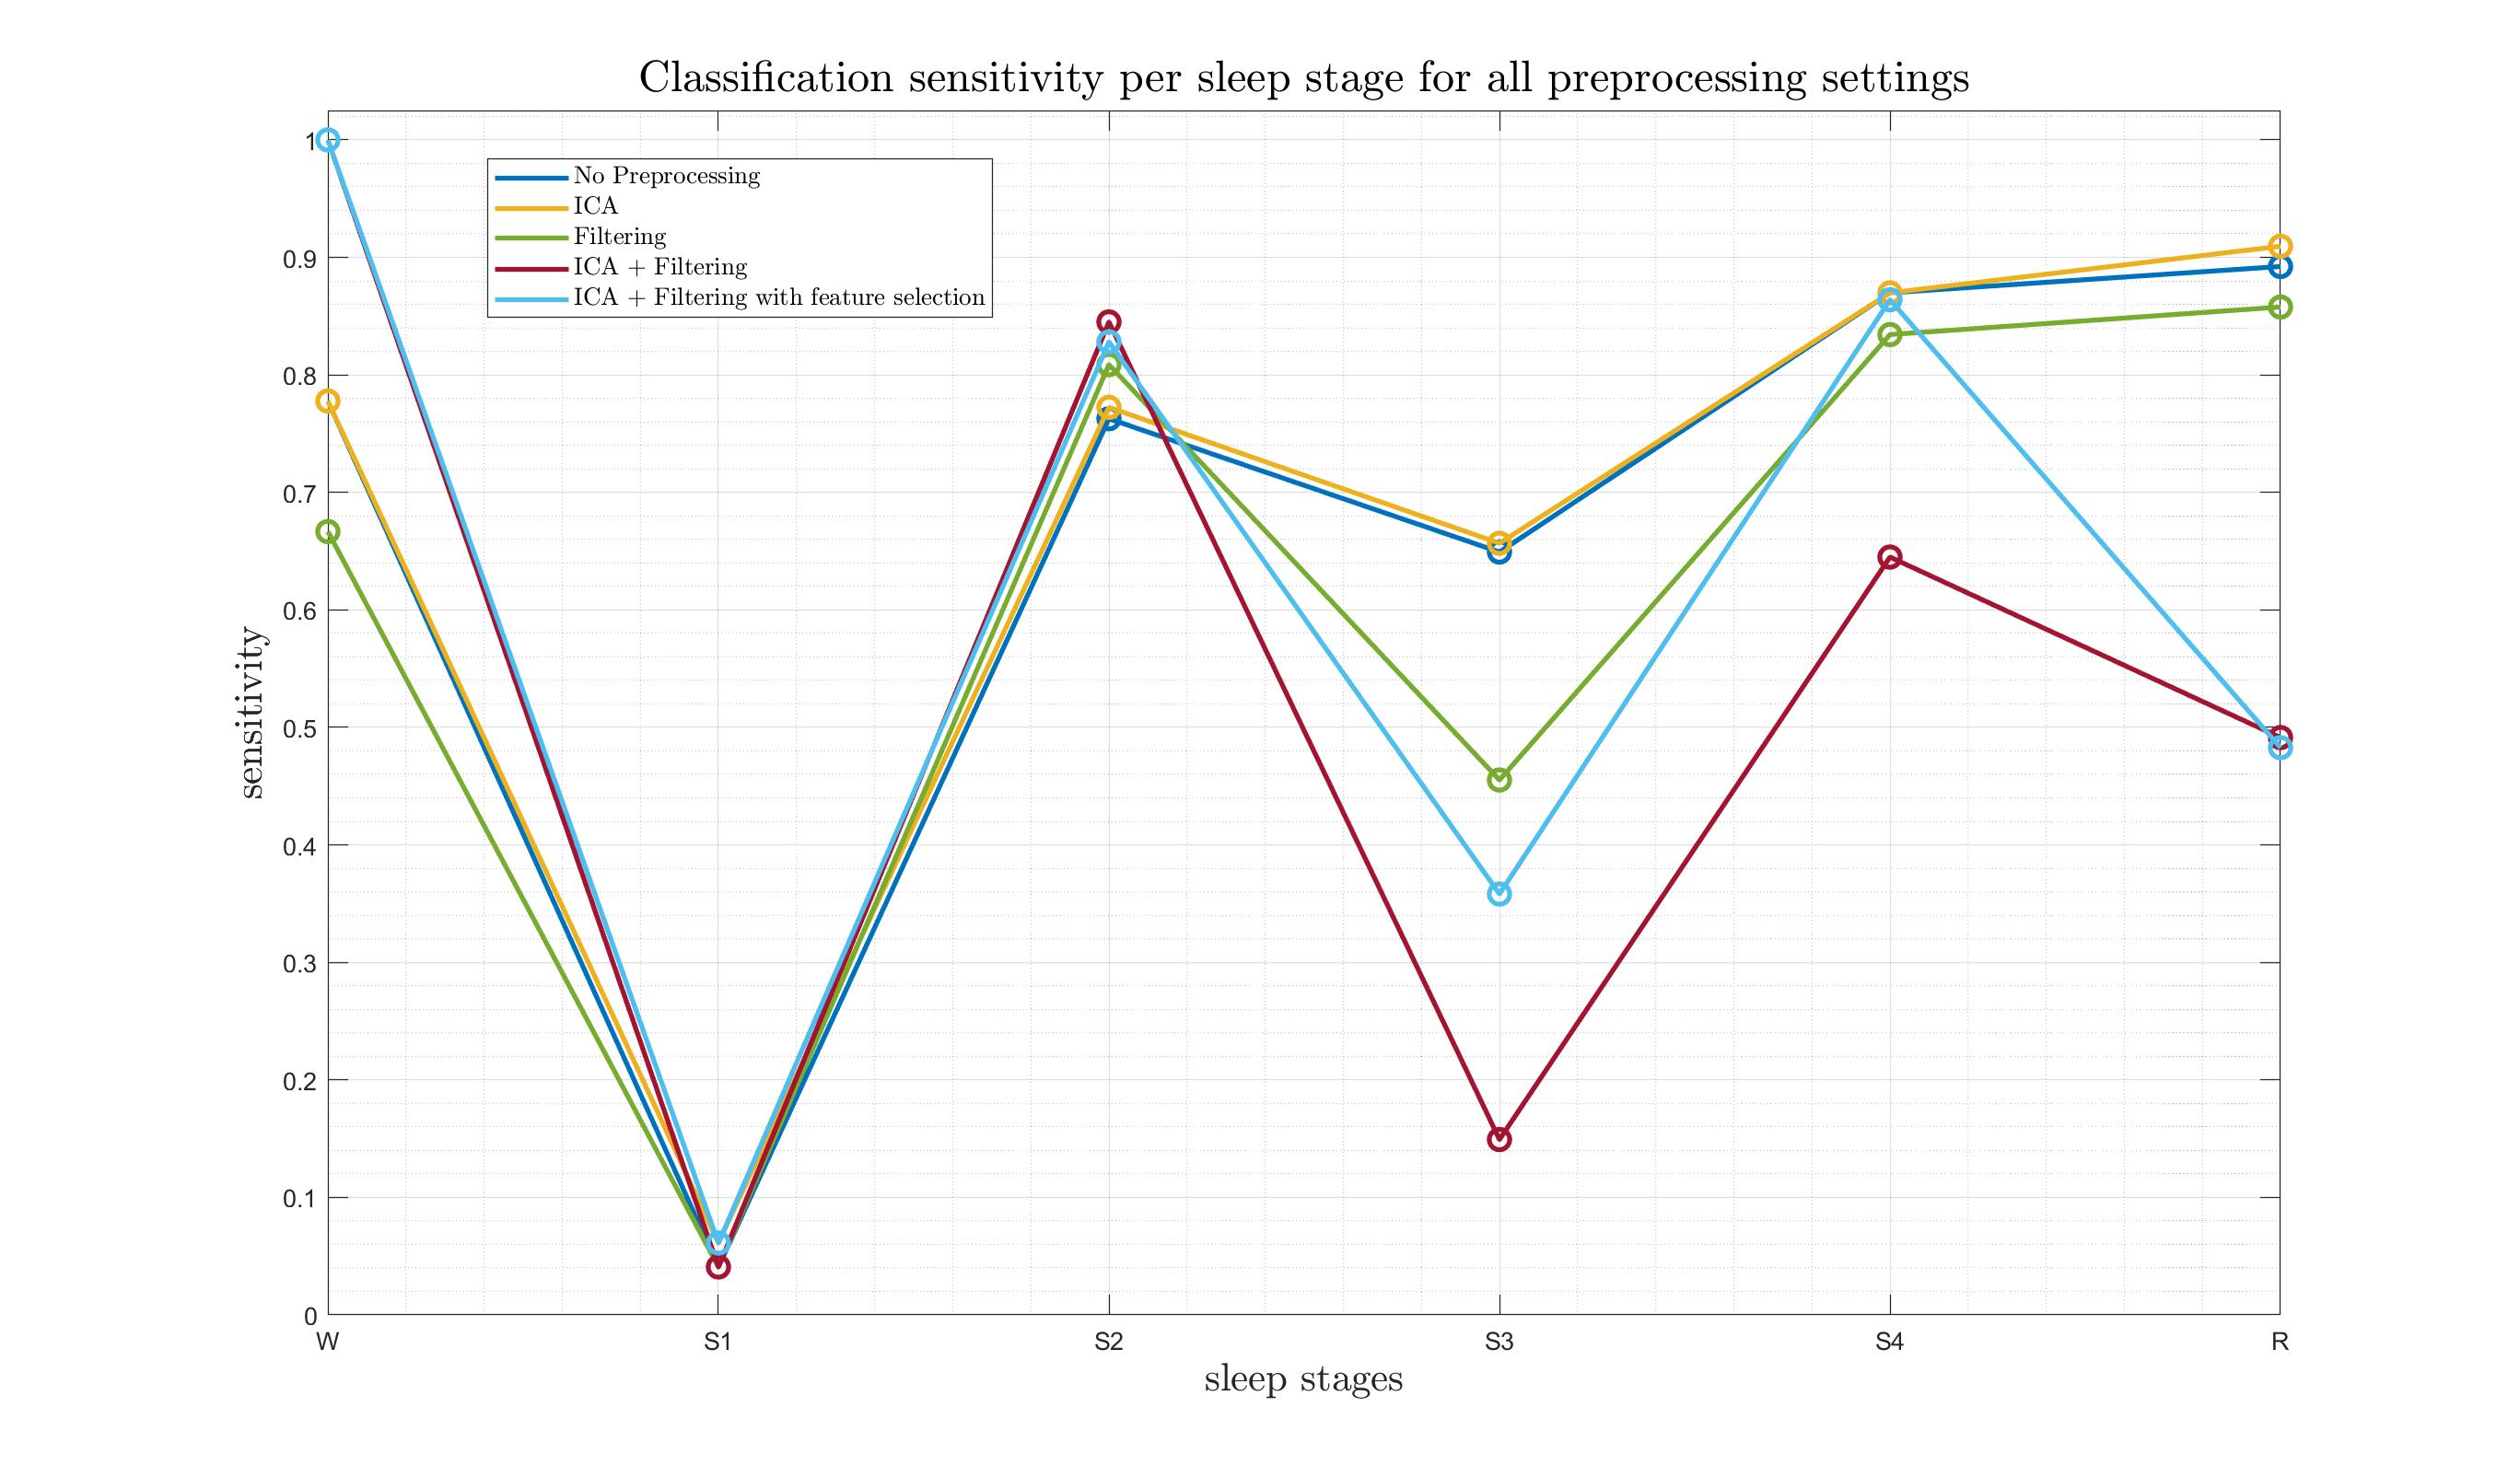 Classification sensitivity per sleep stage for all preprocessing settings
1
No Preprocessing
ICA
Filtering
ICA + Filtering
ICA + Filtering with feature selection
0.9
0.8
0.7
0.6
0.5
0.4
0.3
0.2
0.1
0
sensitivity
W S1 S2 S3 S4 R
sleep stages